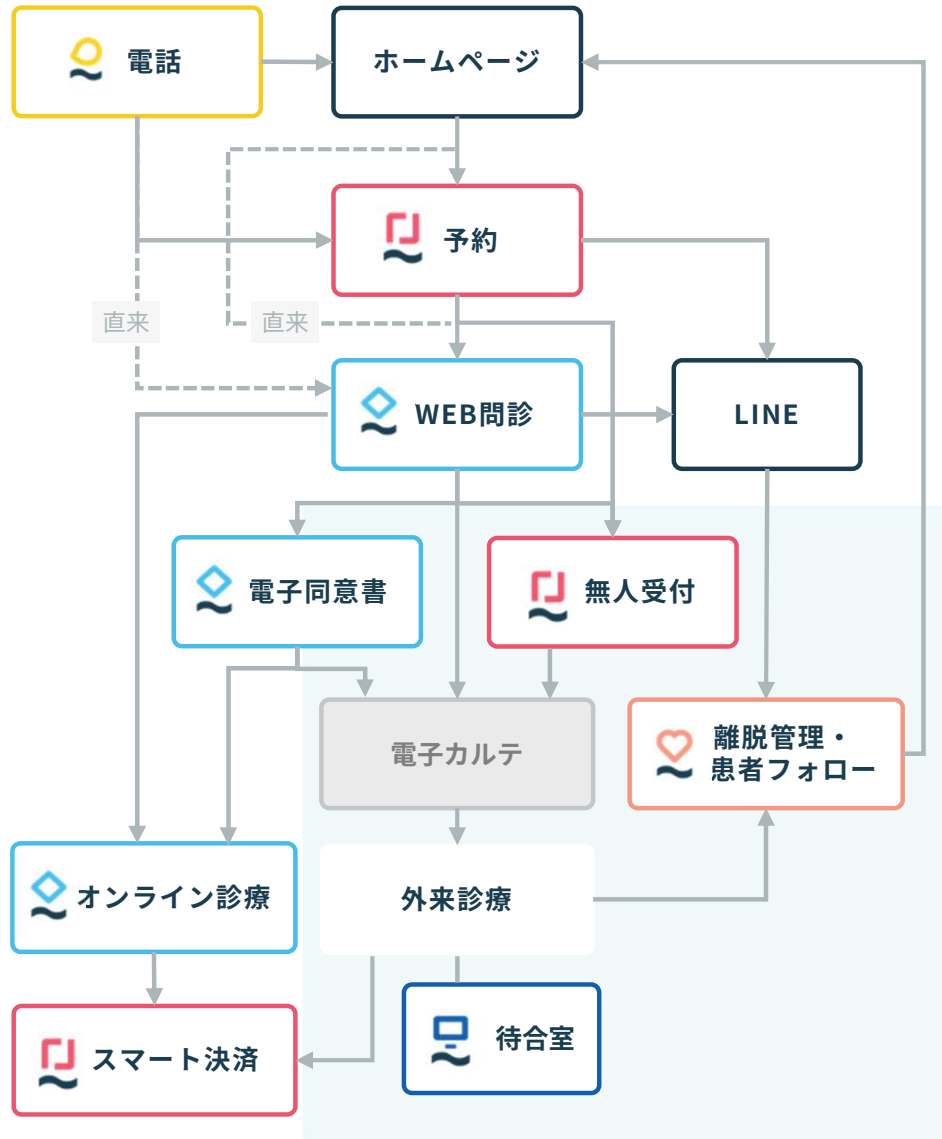 電話
ホームページ
予約
直来
直来
WEB問診
LINE
電子同意書
無人受付
電子カルテ
離脱管理・
患者フォロー
オンライン診療
外来診療
スマート決済
待合室